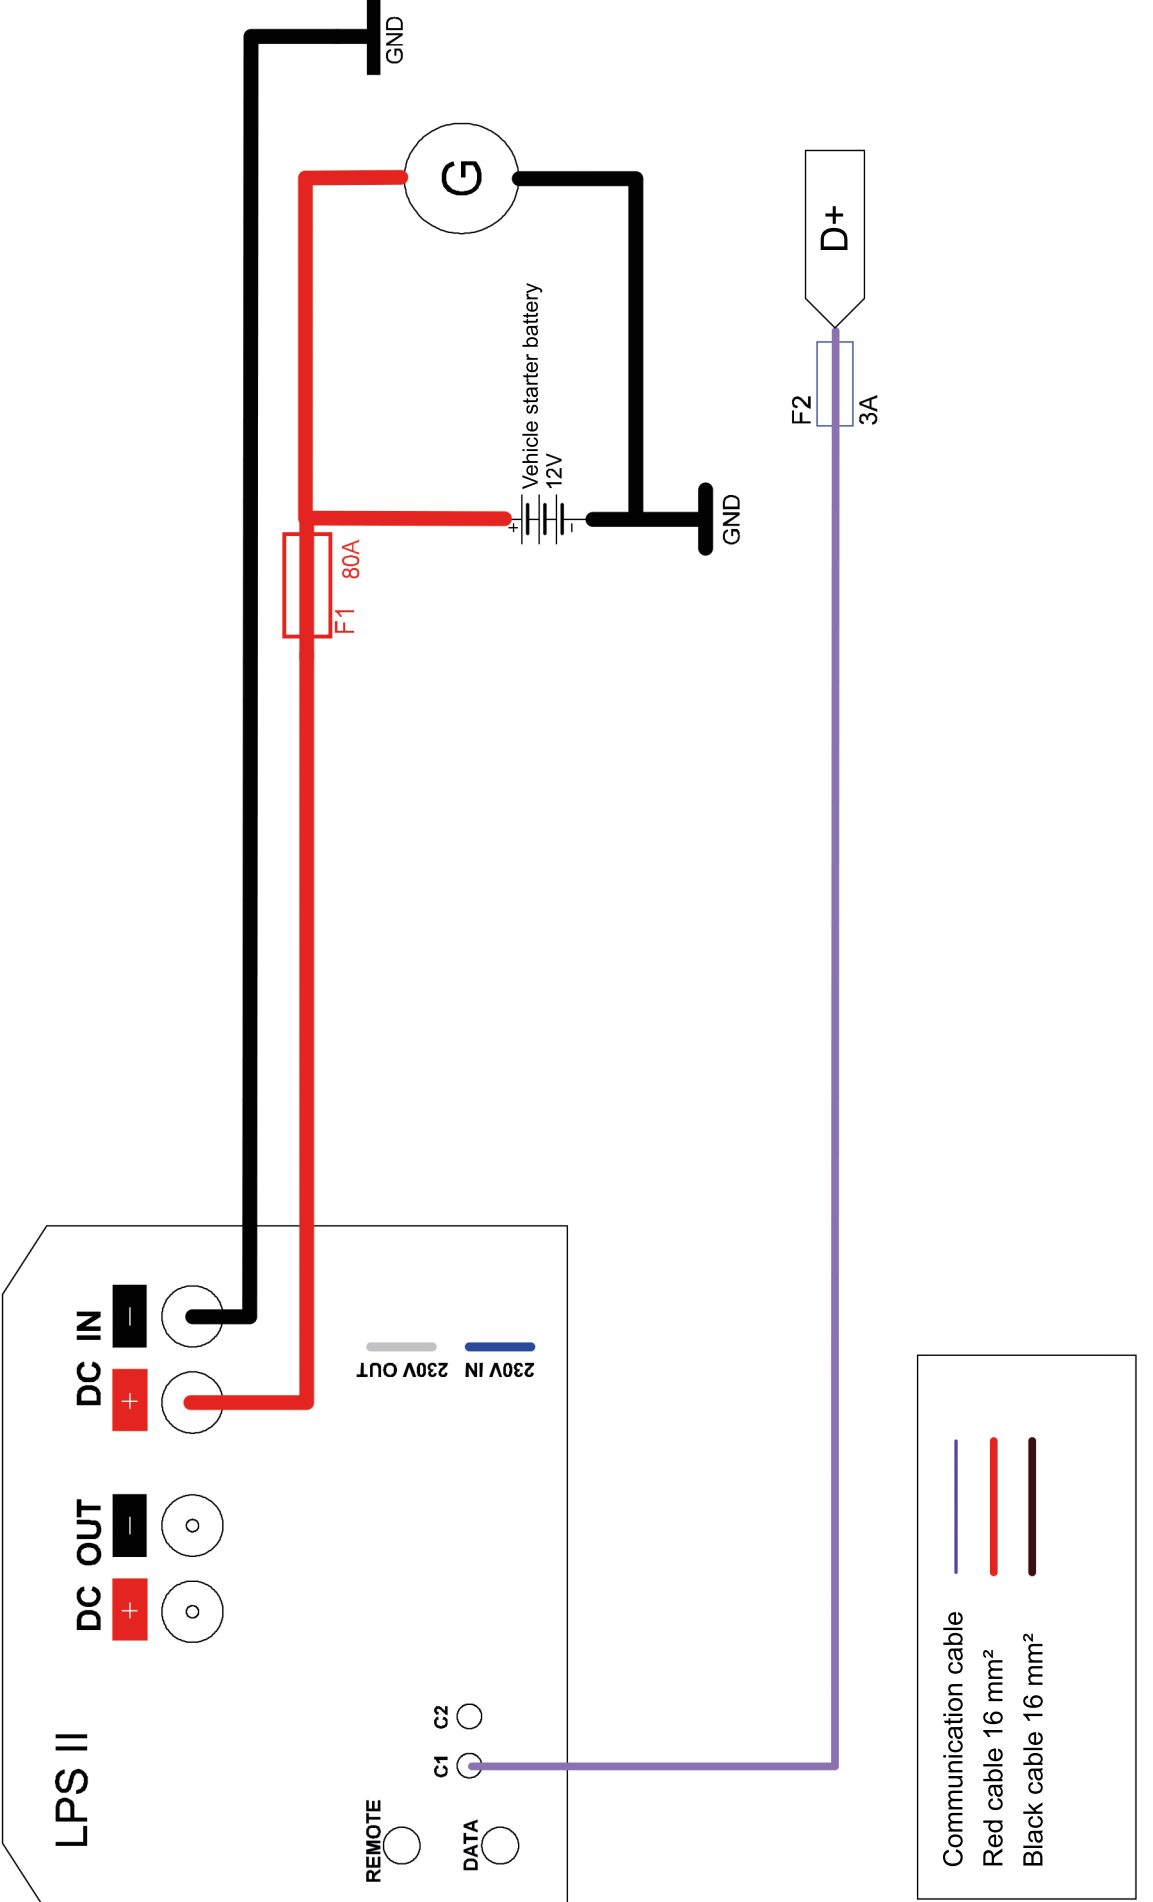 LPS II
DC OUT
+
−
DC IN
+
−
REMOTE
DATA
C1
C2
230V OUT
230V IN
F1
80A
+
−
Vehicle starter battery
12V
G
GND
GND
F2
3A
D+
Communication cable
Red cable 16 mm²
Black cable 16 mm²